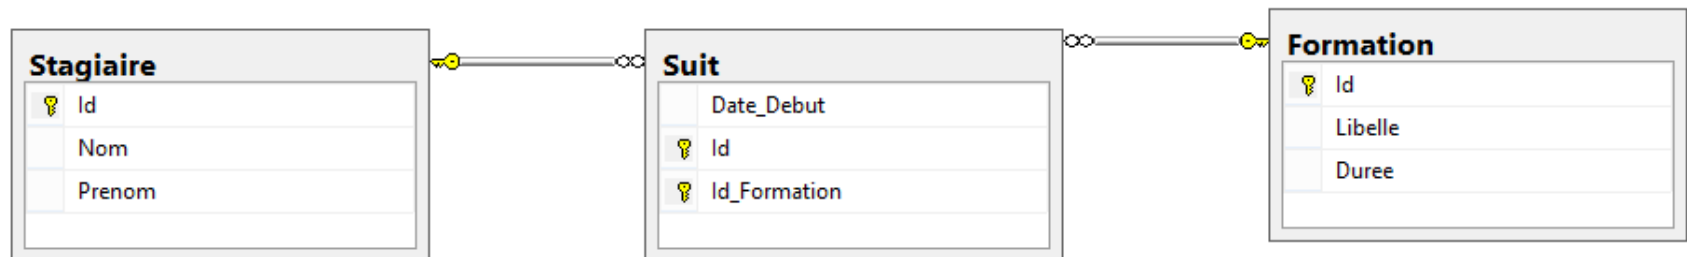 Stagiaire
Id
Nom
Prenom
Suit
Date_Debut
Id
Id_Formation
Formation
Id
Libelle
Duree